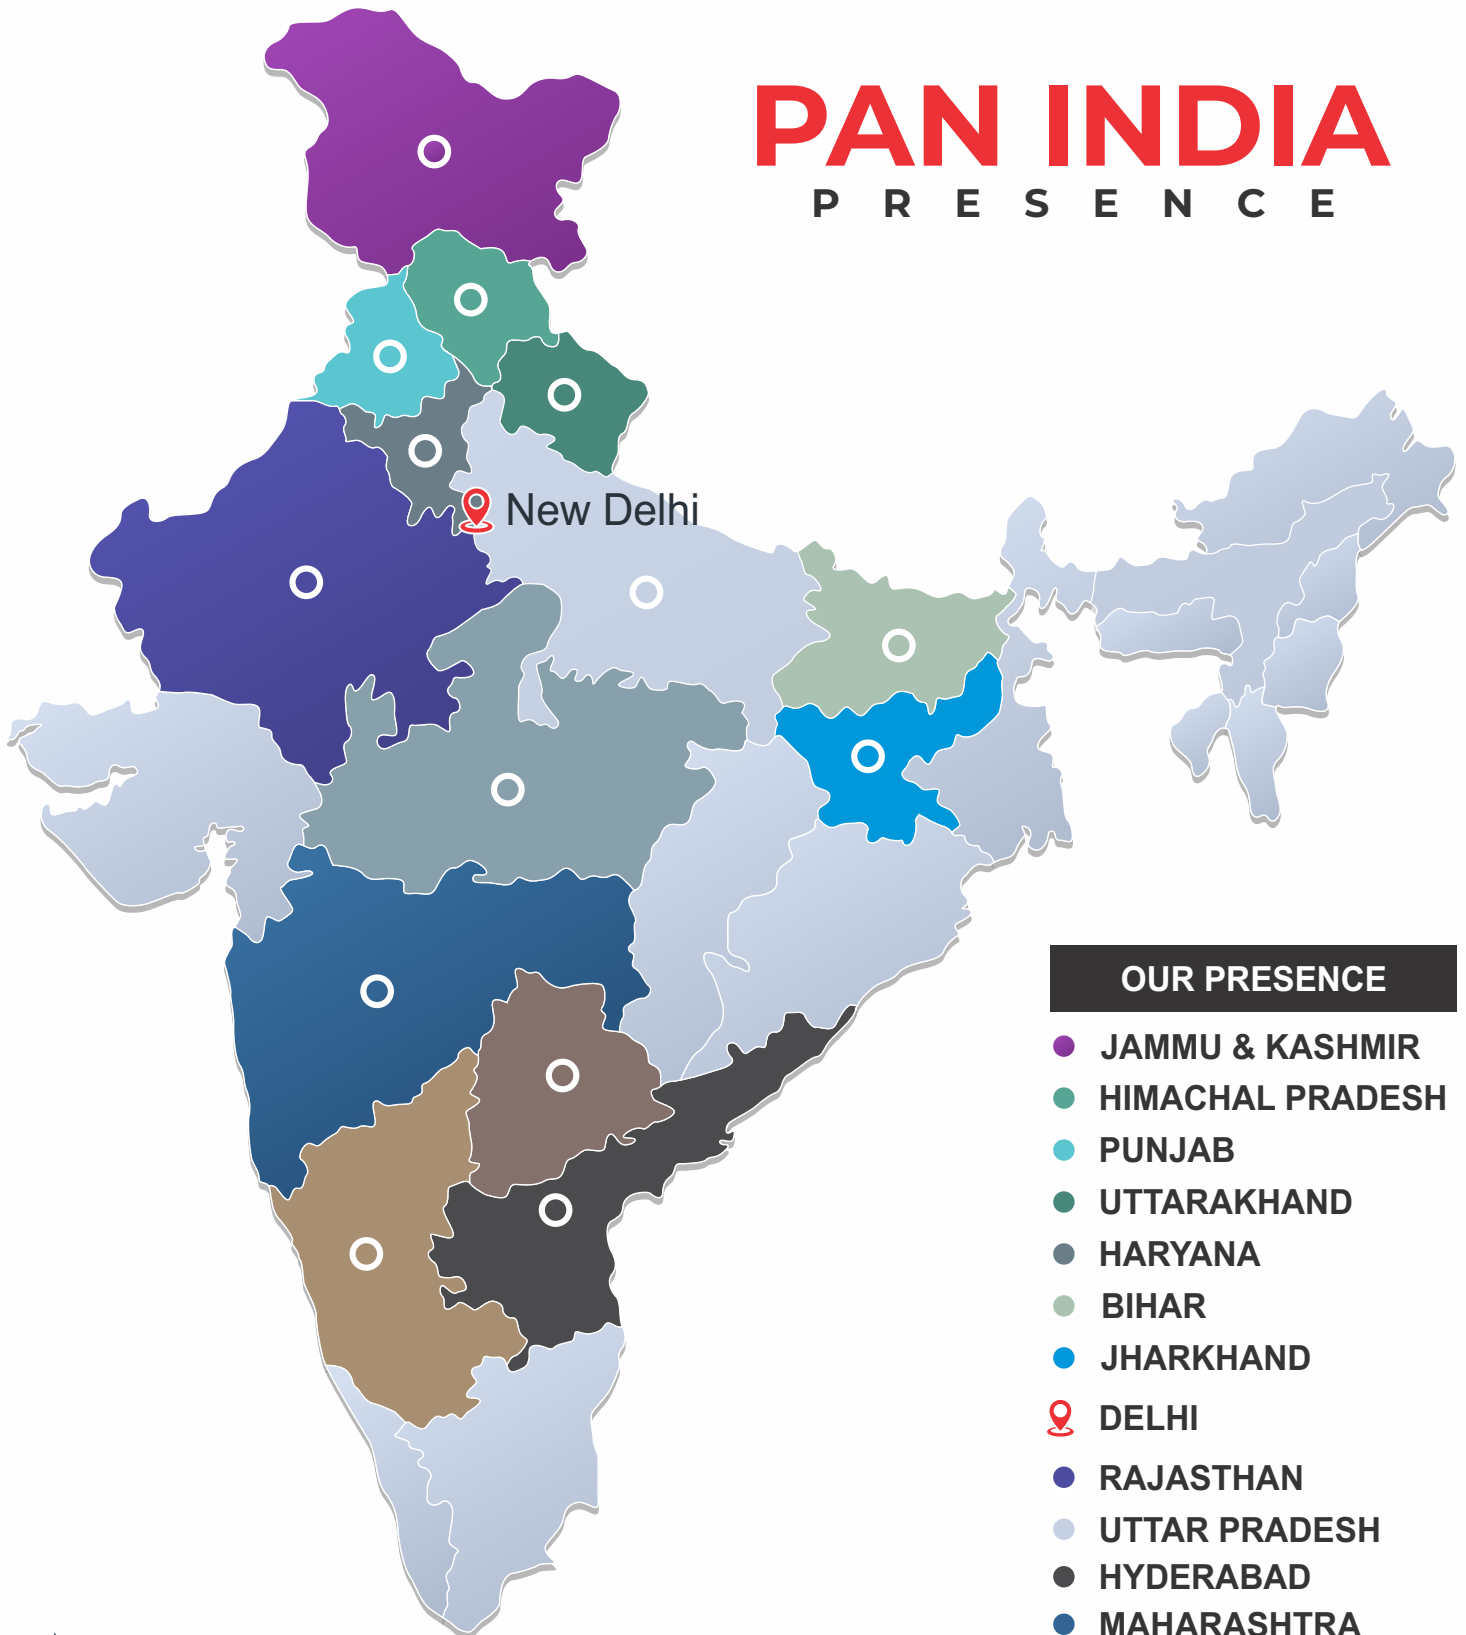 PAN INDIA
PRESENCE
New Delhi
OUR PRESENCE
JAMMU & KASHMIR
HIMACHAL PRADESH
PUNJAB
UTTARAKHAND
HARYANA
BIHAR
JHARKHAND
DELHI
RAJASTHAN
UTTAR PRADESH
HYDERABAD
MAHARASHTRA